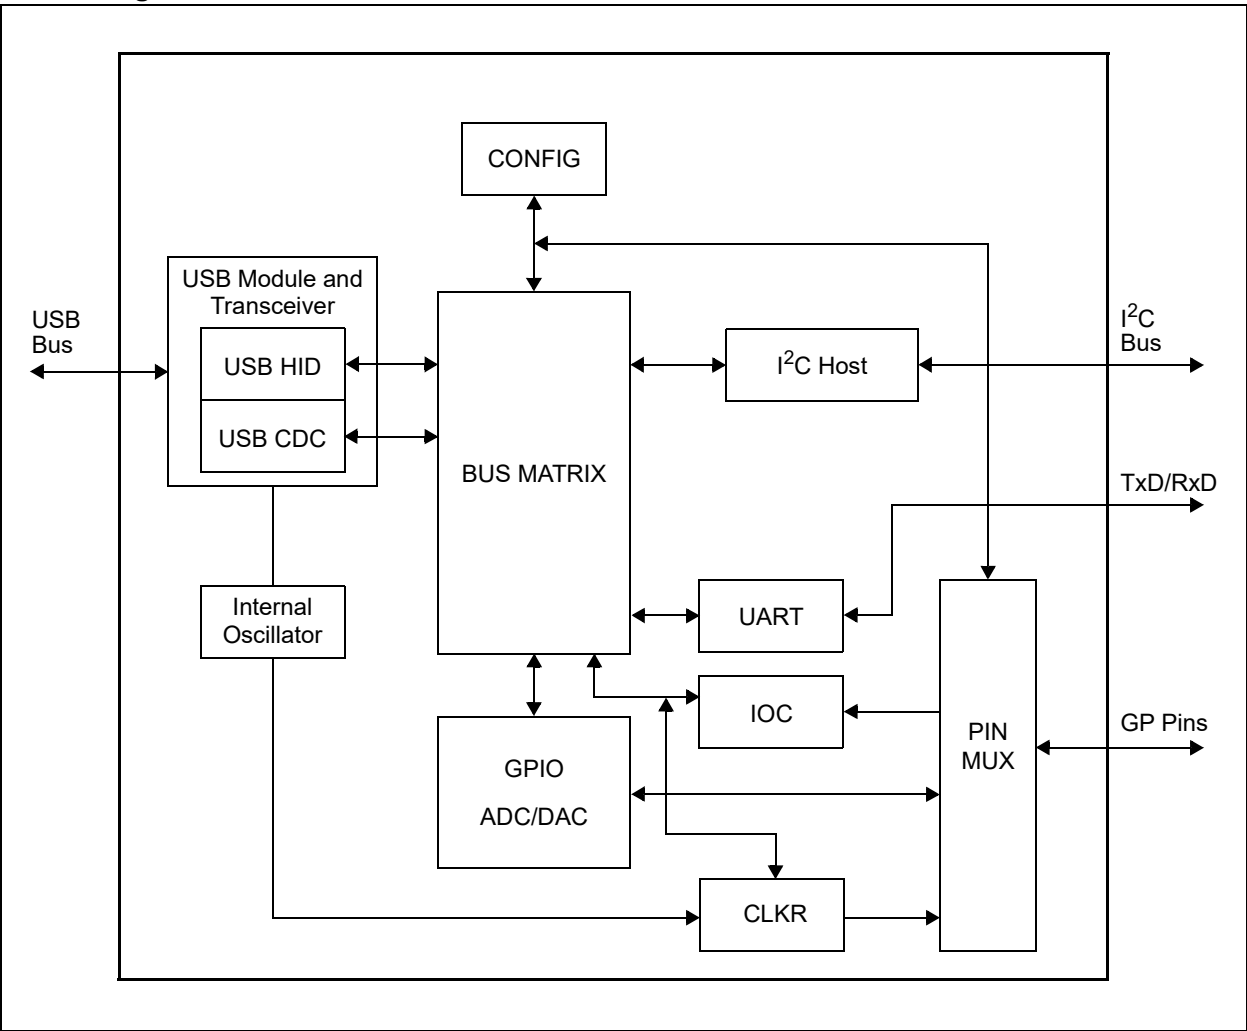 CONFIG
USB Module and
Transceiver
USB HID
USB CDC
USB
Bus
BUS MATRIX
I²C Host
I²C
Bus
TxD/RxD
Internal
Oscillator
UART
IOC
PIN
MUX
GP Pins
GPIO
ADC/DAC
CLKR